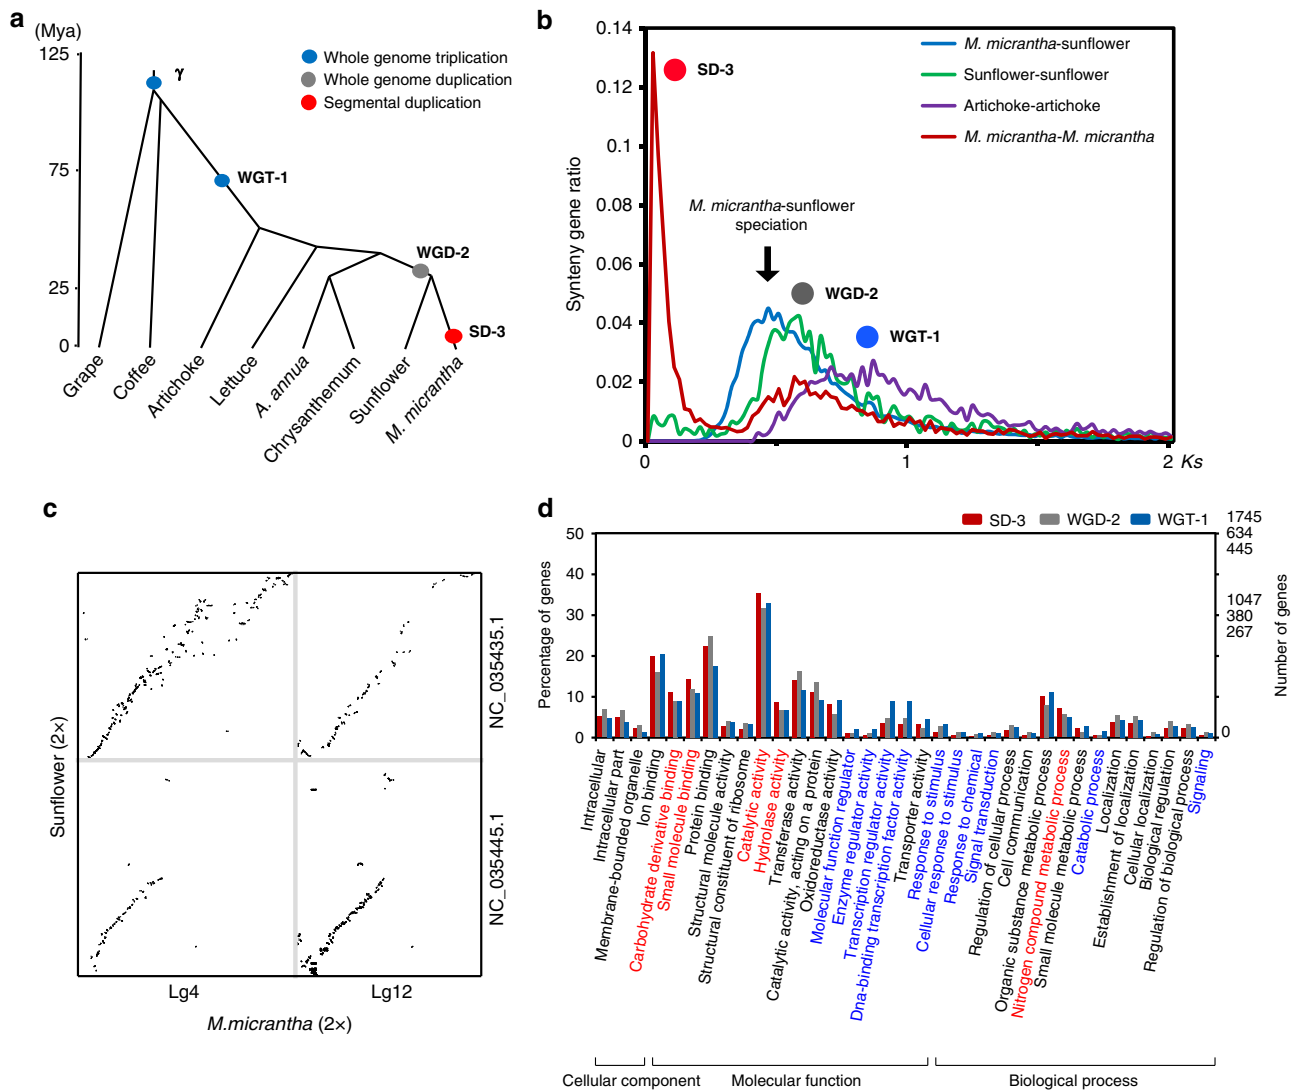 a
(Mya)
125
75
25
0
γ
WGT-1
WGD-2
SD-3
Whole genome triplication
Whole genome duplication
Segmental duplication
Grape
Coffee
Artichoke
Lettuce
A. annua
Chrysanthemum
Sunflower
M. micrantha
b
0.14
0.12
0.1
0.08
0.06
0.04
0.02
0
Synteny gene ratio
SD-3
M. micrantha-sunflower
Sunflower-sunflower
Artichoke-artichoke
M. micrantha-M. micrantha
M. micrantha-sunflower
speciation
WGD-2
WGT-1
0
1
2
Ks
c
Sunflower (2×)
NC_035435.1
NC_035445.1
Lg4
Lg12
M.micrantha (2×)
d
SD-3
WGD-2
WGT-1
50
40
30
20
10
0
Percentage of genes
1745
634
445
1047
380
267
0
Number of genes
Intracellular
Intracellular part
Membrane-bounded organelle
Ion binding
Carbohydrate derivative binding
Small molecule binding
Protein binding
Structural molecule activity
Structural constituent of ribosome
Catalytic activity
Hydrolase activity
Transferase activity
Catalytic activity, acting on a protein
Oxidoreductase activity
Molecular function regulator
Enzyme regulator activity
Transcription regulator activity
Dna-binding transcription factor activity
Transporter activity
Response to stimulus
Cellular response to stimulus
Response to chemical
Signal transduction
Regulation of cellular process
Cell communication
Organic substance metabolic process
Nitrogen compound metabolic process
Small molecule metabolic process
Catabolic process
Localization
Establishment of localization
Cellular localization
Biological regulation
Regulation of biological process
Signaling
Cellular component
Molecular function
Biological process